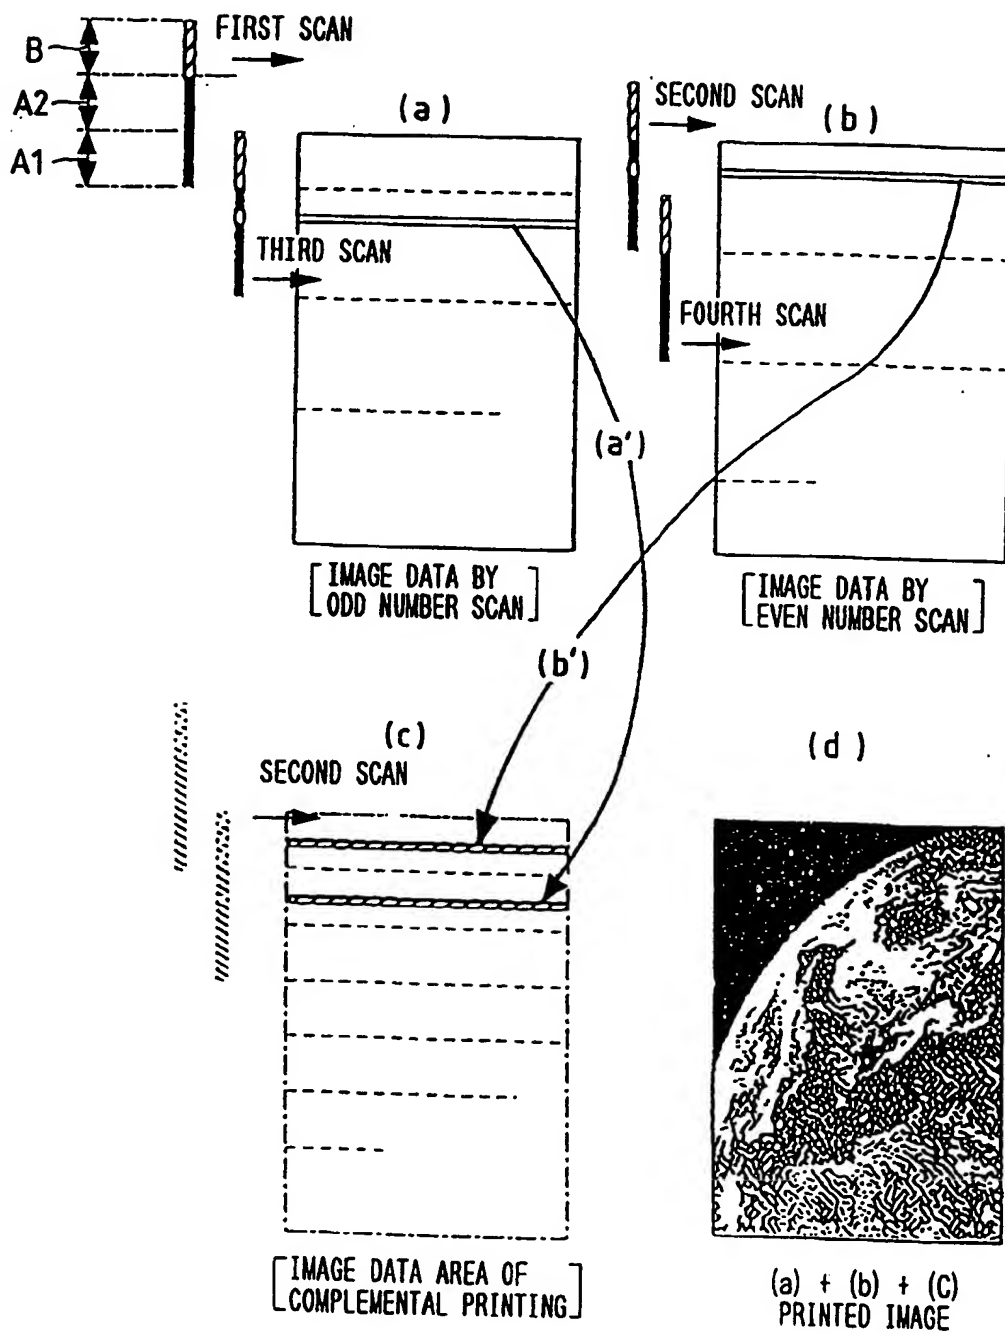 B
A2
A1
FIRST SCAN
(a)
SECOND SCAN
(b)
THIRD SCAN
FOURTH SCAN
(a')
[IMAGE DATA BY
ODD NUMBER SCAN]
[IMAGE DATA BY
EVEN NUMBER SCAN]
(b')
(c)
SECOND SCAN
(d)
[IMAGE DATA AREA OF
COMPLEMENTAL PRINTING]
(a) + (b) + (C)
PRINTED IMAGE